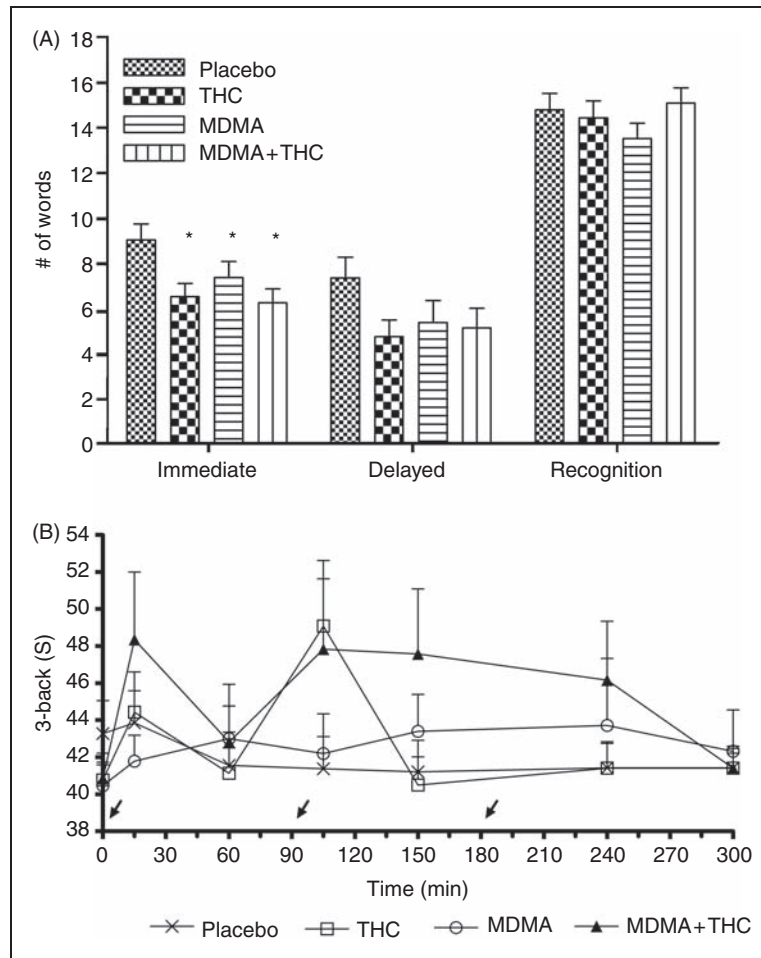 (A)
18
16
14
12
10
8
6
4
2
0
# of words
Placebo
THC
MDMA
MDMA+THC
* * *
Immediate Delayed Recognition
(B)
54
52
50
48
46
44
42
40
38
3-back (S)
0 30 60 90 120 150 180 210 240 270 300
Time (min)
Placebo THC MDMA MDMA+THC